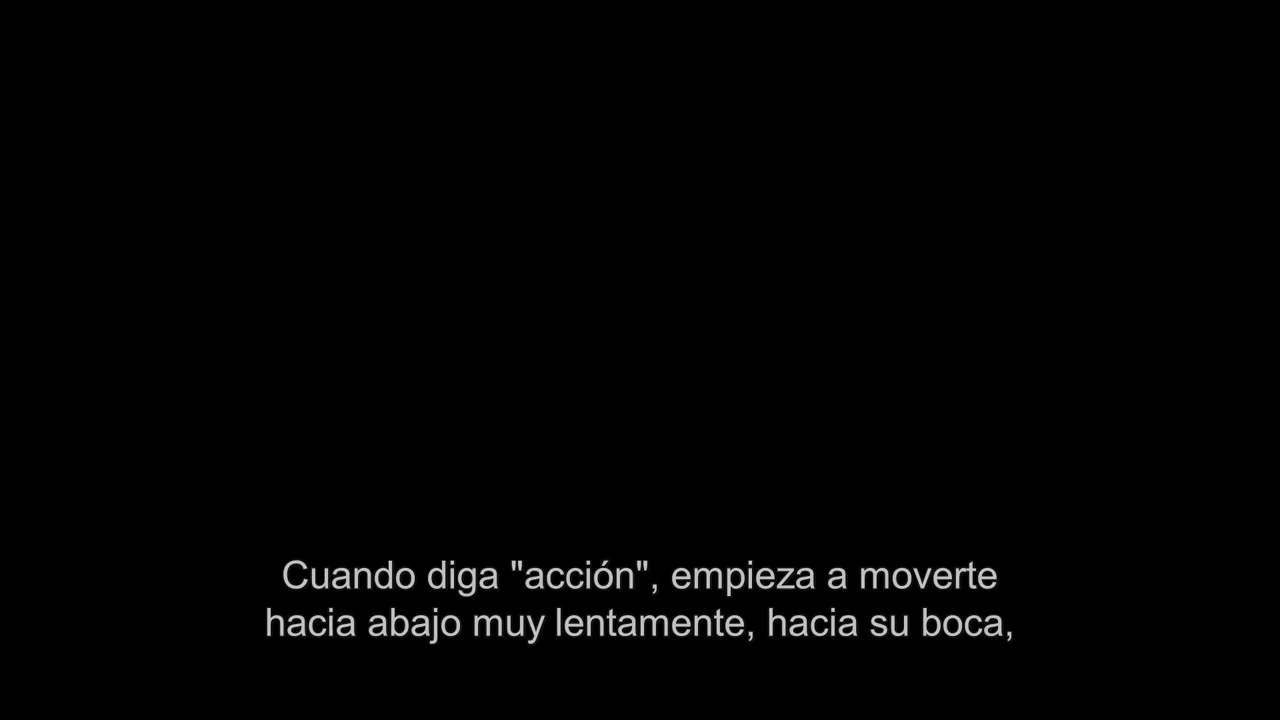 Cuando diga "acción", empieza a moverte
hacia abajo muy lentamente, hacia su boca,